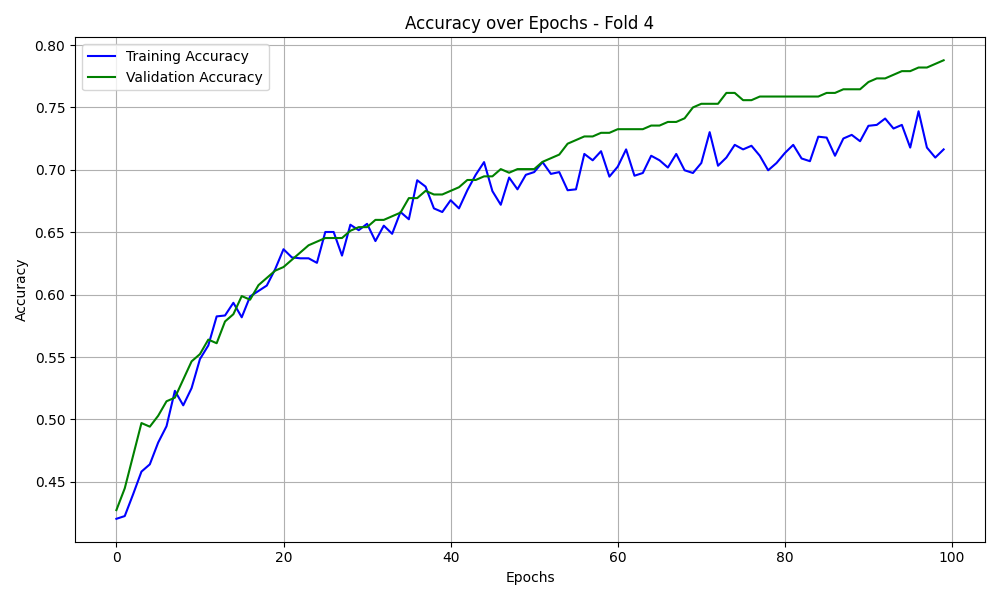 Accuracy over Epochs - Fold 4
Training Accuracy
Validation Accuracy
Accuracy
0.80
0.75
0.70
0.65
0.60
0.55
0.50
0.45
0 20 40 60 80 100
Epochs